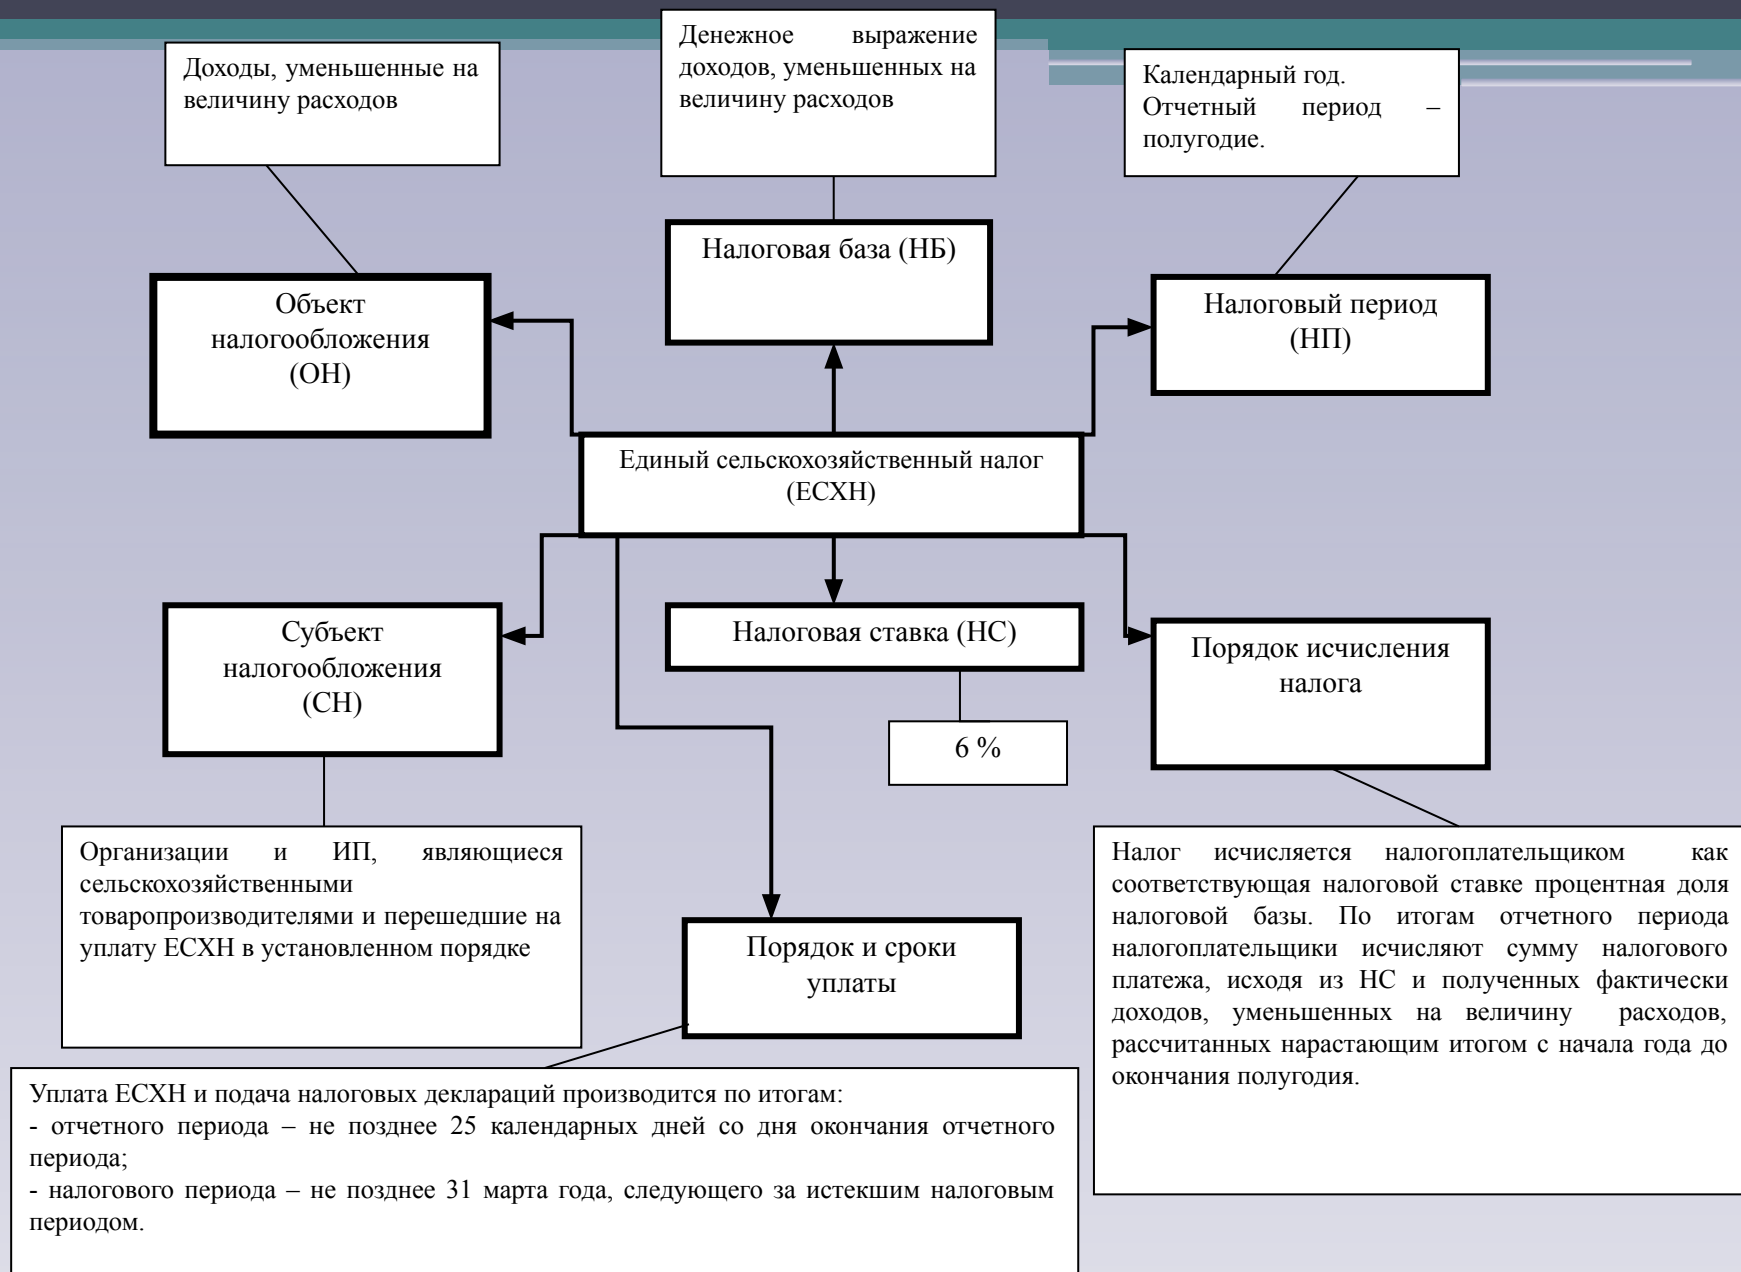 Доходы, уменьшенные на
величину расходов
Денежное выражение
доходов, уменьшенных на
величину расходов
Календарный год.
Отчетный период –
полугодие.
Объект
налогообложения
(ОН)
Налоговая база (НБ)
Налоговый период
(НП)
Единый сельскохозяйственный налог
(ЕСХН)
Субъект
налогообложения
(СН)
Налоговая ставка (НС)
Порядок исчисления
налога
6 %
Организации и ИП, являющиеся
сельскохозяйственными
товаропроизводителями и перешедшие на
уплату ЕСХН в установленном порядке
Порядок и сроки
уплаты
Налог исчисляется налогоплательщиком как
соответствующая налоговой ставке процентная доля
налоговой базы. По итогам отчетного периода
налогоплательщики исчисляют сумму налогового
платежа, исходя из НС и полученных фактически
доходов, уменьшенных на величину расходов,
рассчитанных нарастающим итогом с начала года до
окончания полугодия.
Уплата ЕСХН и подача налоговых деклараций производится по итогам:
- отчетного периода – не позднее 25 календарных дней со дня окончания отчетного
периода;
- налогового периода – не позднее 31 марта года, следующего за истекшим налоговым
периодом.